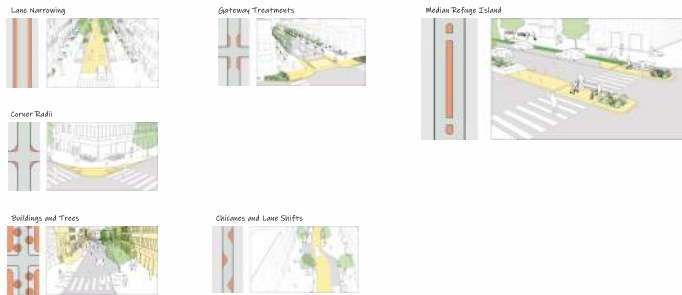 Lane Narrowing
Gateway Treatments
Median Refuge Island
Corner Radii
Buildings and Trees
Chicanes and Lane Shifts